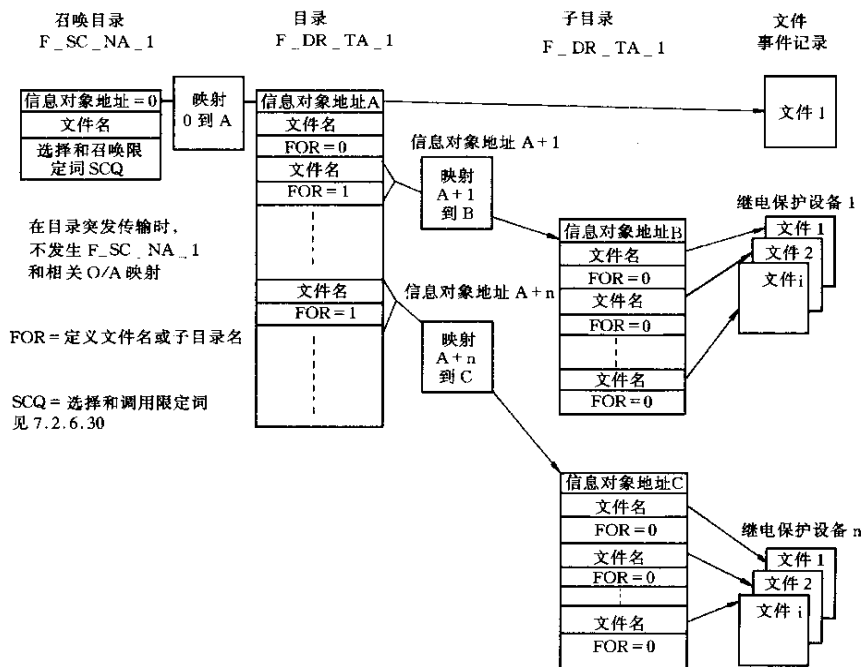 召唤目录
F_SC_NA_1
目录
F_DR_TA_1
子目录
F_DR_TA_1
文件
事件记录
信息对象地址=0
文件名
选择和召唤限
定词SCQ
映射
0 到 A
信息对象地址A
文件名
FOR=0
文件名
FOR=1
文件名
FOR=1
文件 1
信息对象地址 A+1
映射
A+1
到 B
信息对象地址 A+n
映射
A+n
到 C
在目录突发传输时,
不发生 F_SC_NA_1
和相关 O/A 映射
FOR=定义文件名或子目录名
SCQ=选择和调用限定词
见 7.2.6.30
信息对象地址B
文件名
FOR=0
文件名
FOR=0
文件名
FOR=0
继电保护设备 1
文件 1
文件 2
文件i
信息对象地址C
文件名
FOR=0
文件名
FOR=0
文件名
FOR=0
继电保护设备 n
文件 1
文件 2
文件 i